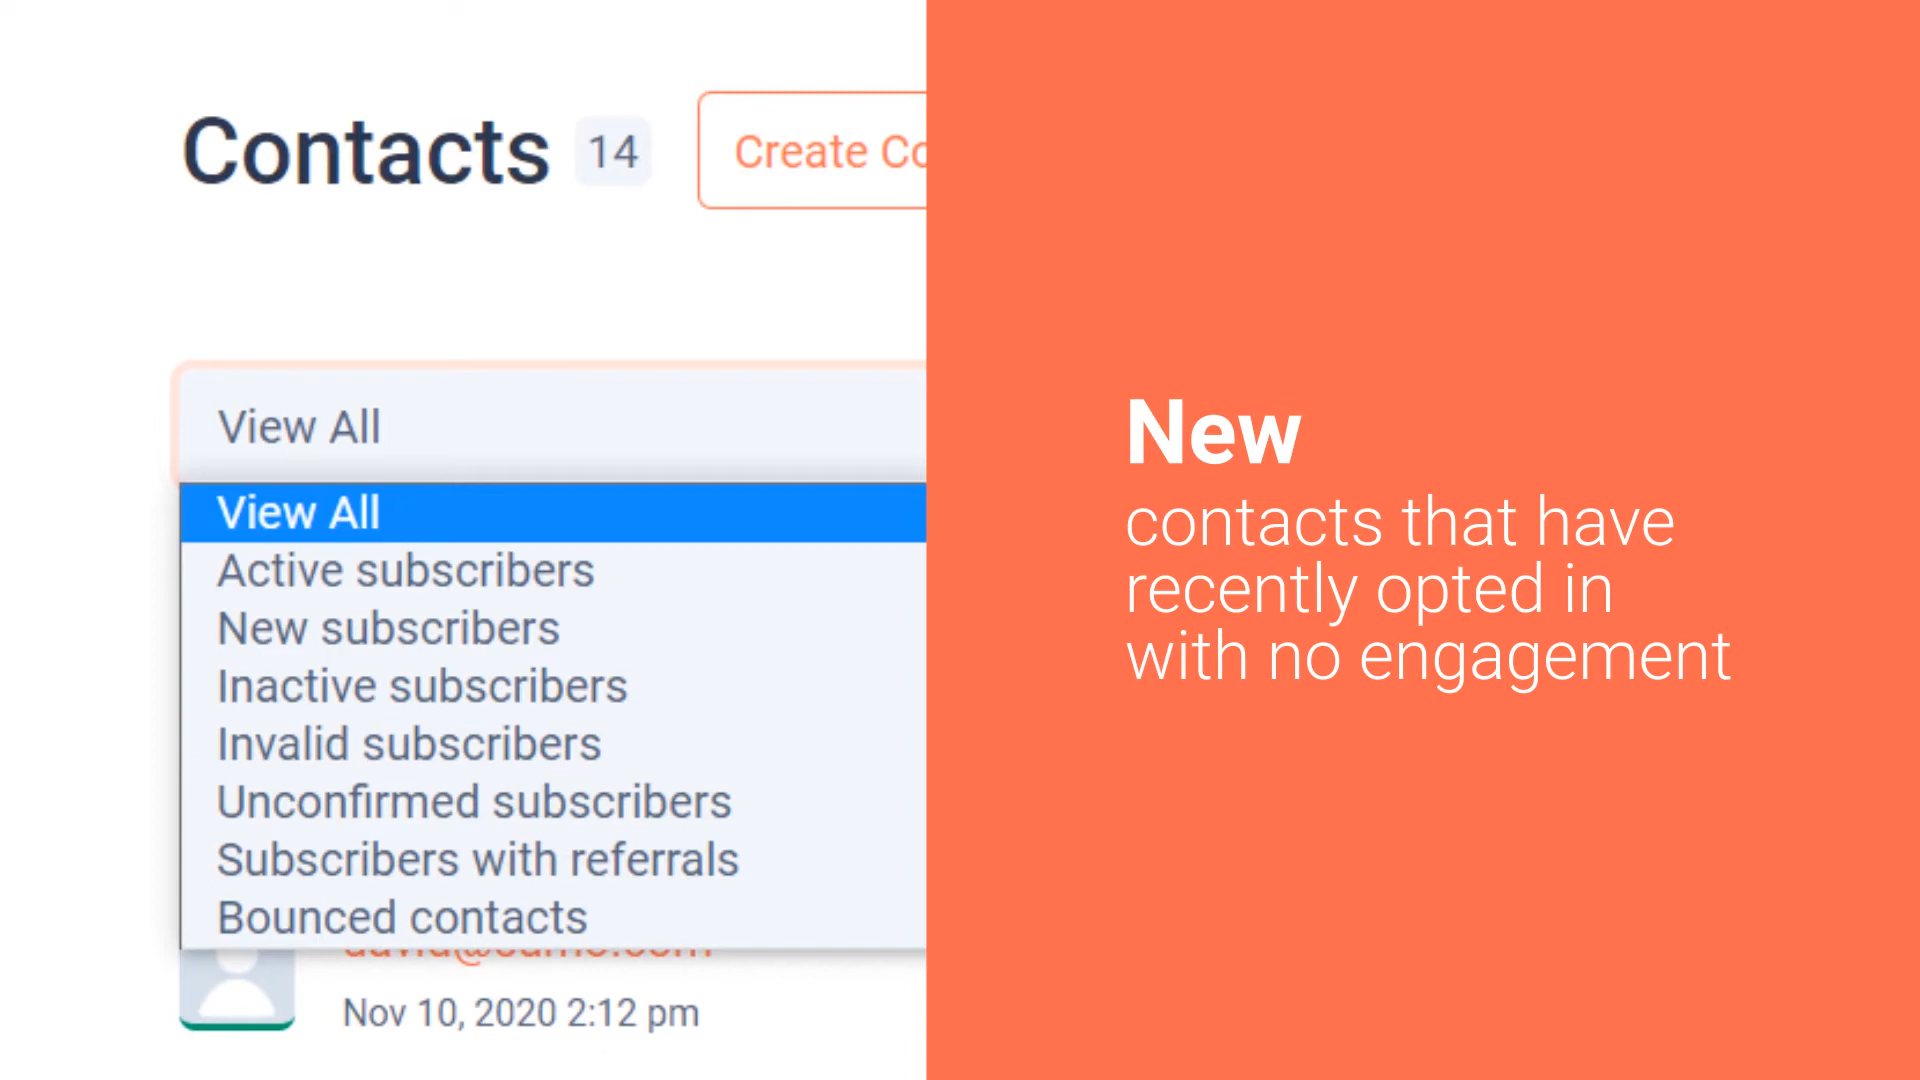 Contacts 14 Create Co
View All
View All
Active subscribers
New subscribers
Inactive subscribers
Invalid subscribers
Unconfirmed subscribers
Subscribers with referrals
Bounced contacts
Nov 10, 2020 2:12 pm
New
contacts that have
recently opted in
with no engagement